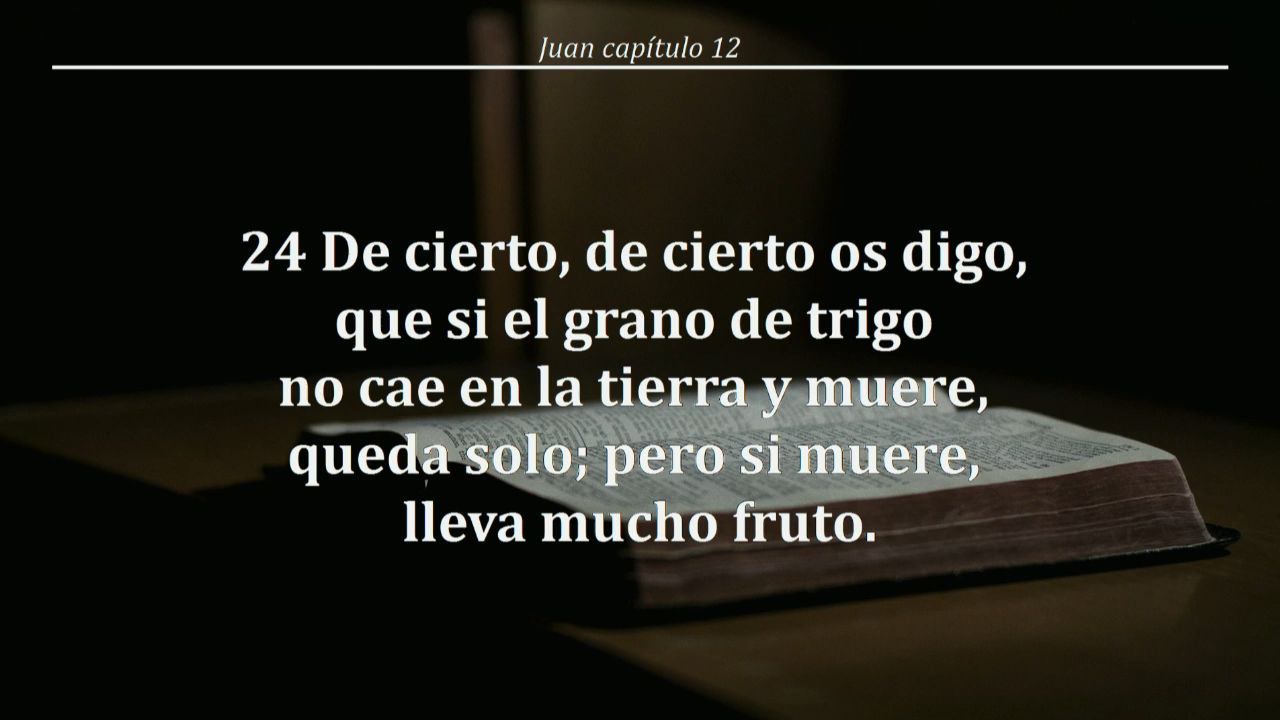 Juan capítulo 12
24 De cierto, de cierto os digo,
que si el grano de trigo
no cae en la tierra y muere,
queda solo; pero si muere,
lleva mucho fruto.